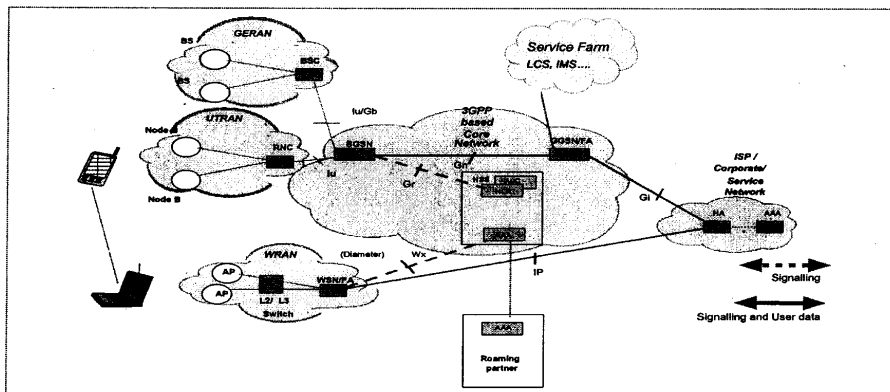 GERAN
BS
BS
BSC
Service Farm
LCS, IMS....
Iu/Gb
UTRAN
Node B
Node B
RNC
Iu
SGSN
3GPP
based
Core
Network
GGSN/FA
Gn
Gr
HSS
Gi
ISP /
Corporate/
Service
Network
HA
AAA
WRAN
AP
AP
L2/ L3
Switch
WSN/FA
(Diameter)
Wx
IP
Signalling
Signalling and User data
AAA
Roaming
partner